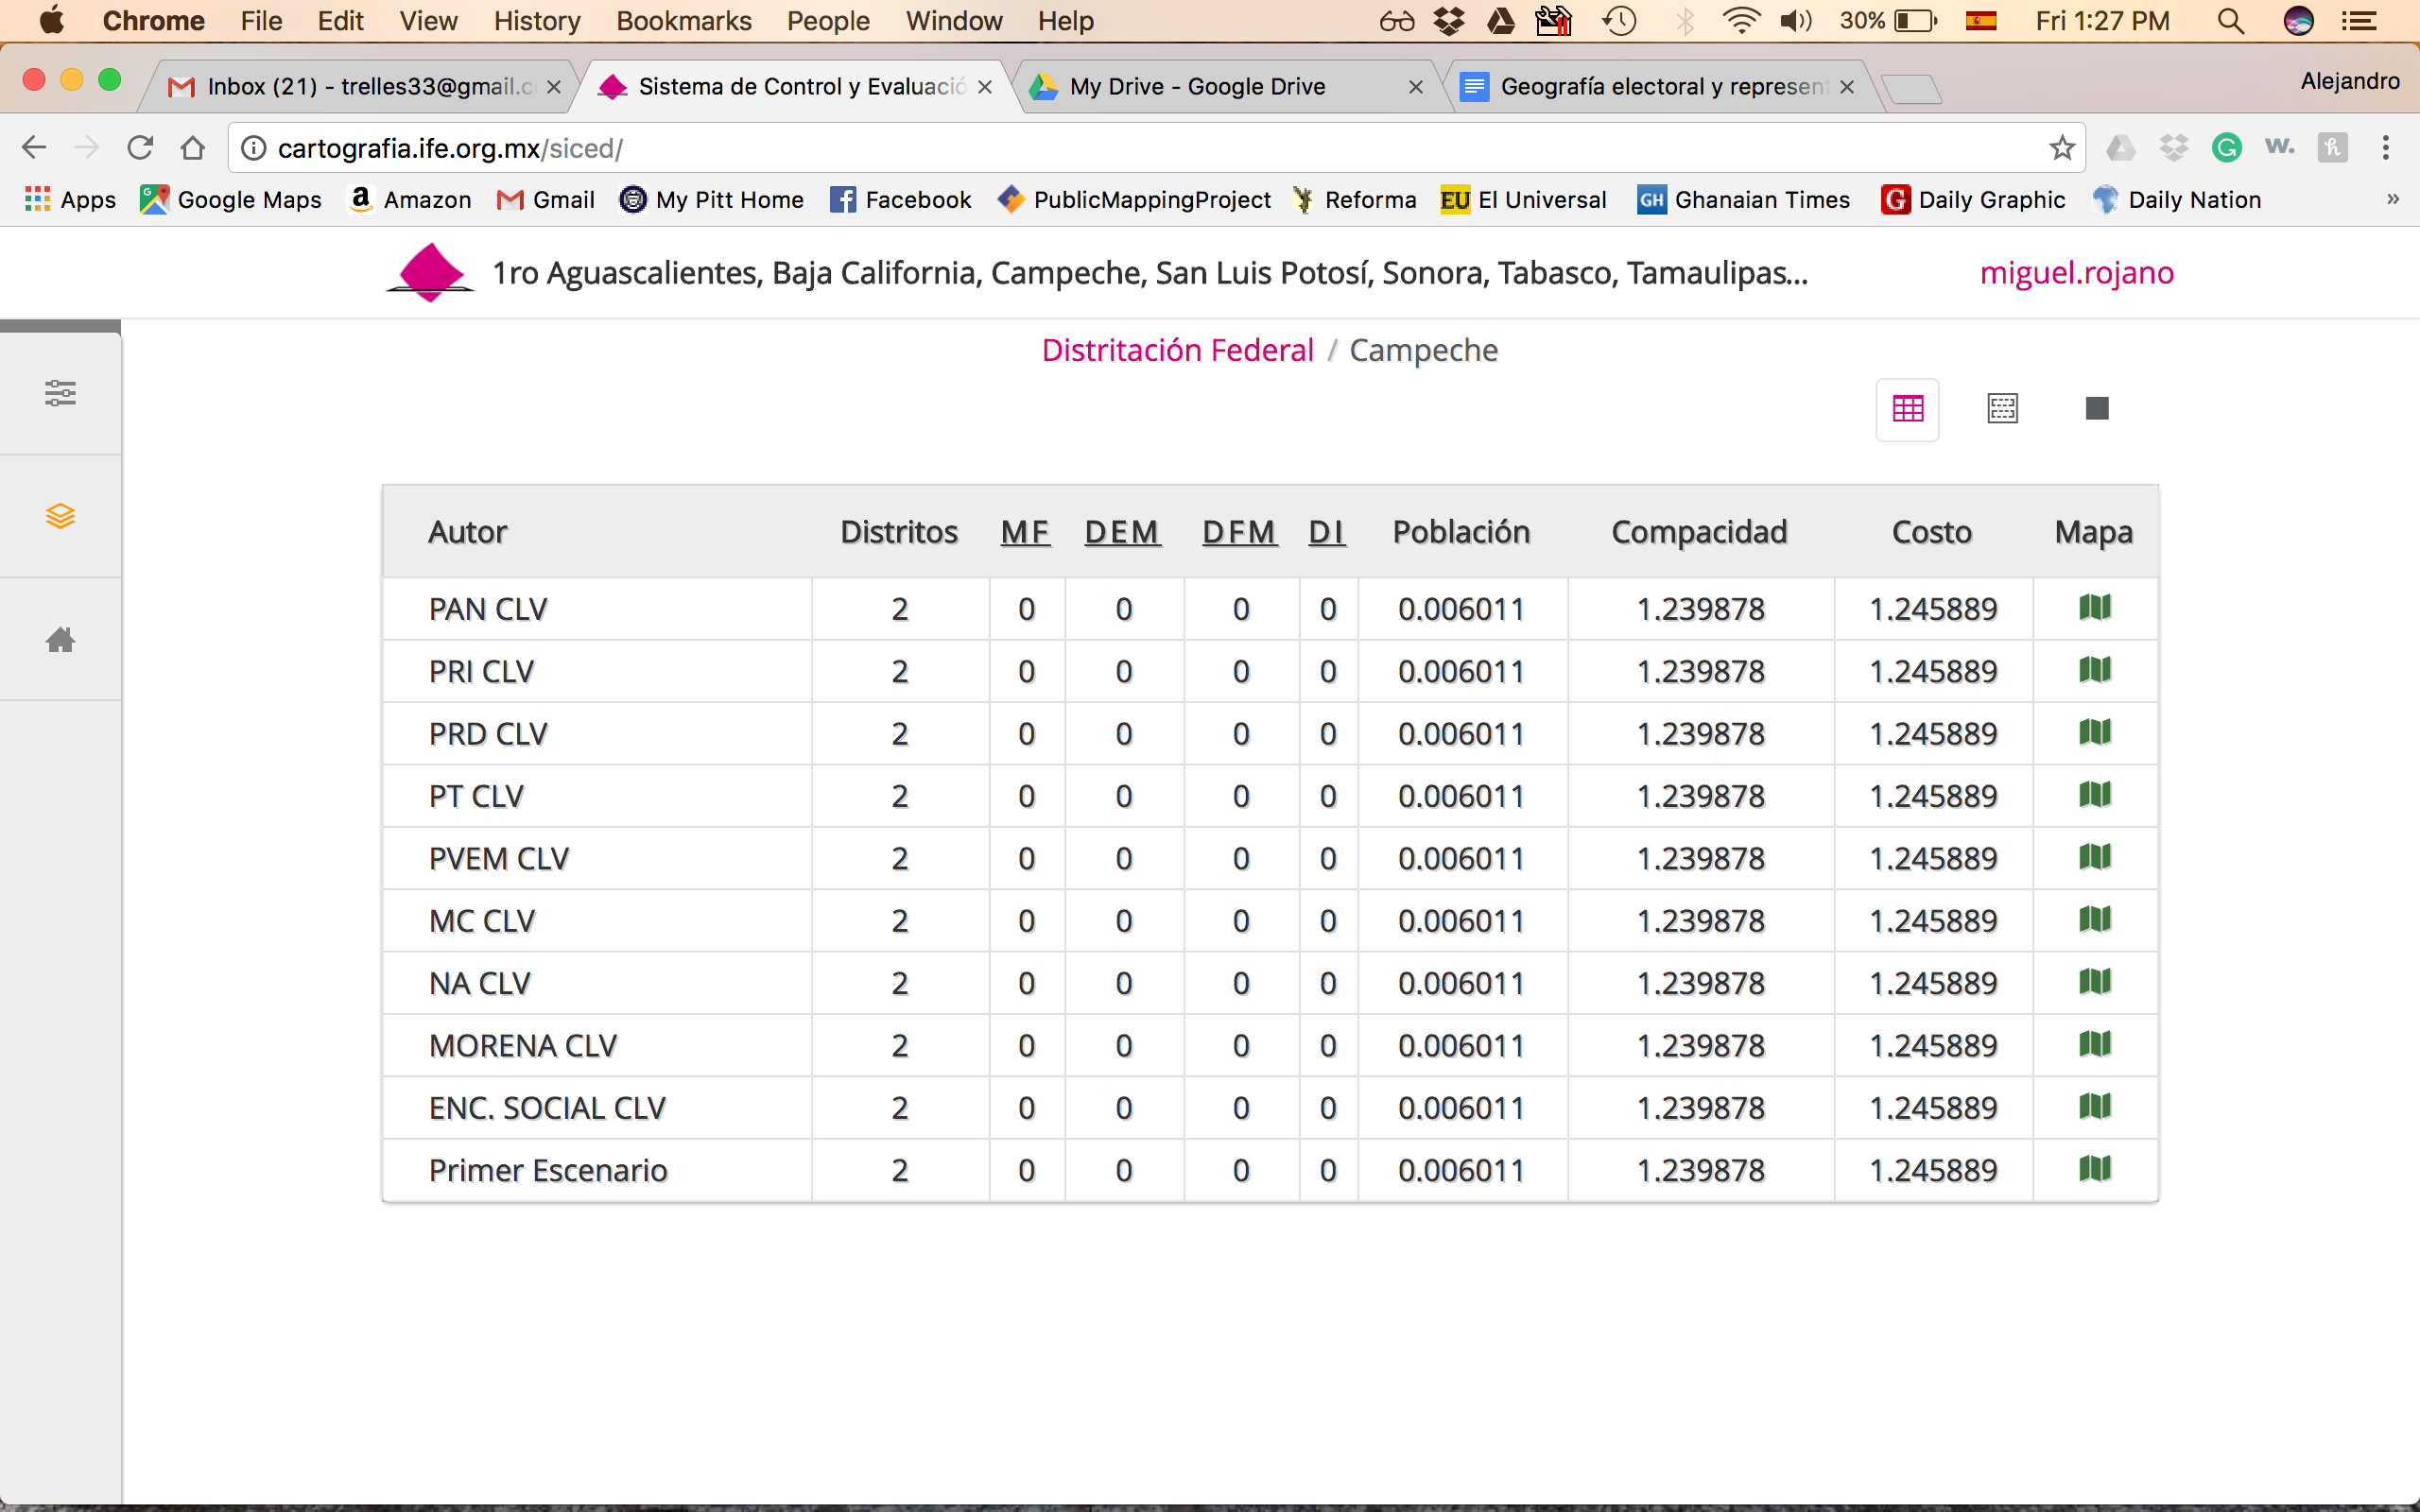 Chrome File Edit View History Bookmarks People Window Help 30% Fri 1:27 PM
Inbox (21) - trelles33@gmail.c Sistema de Control y Evaluació My Drive - Google Drive Geografía electoral y represent Alejandro
cartografia.ife.org.mx/siced/
Apps Google Maps Amazon Gmail My Pitt Home Facebook PublicMappingProject Reforma EU El Universal GH Ghanaian Times G Daily Graphic Daily Nation »
1ro Aguascalientes, Baja California, Campeche, San Luis Potosí, Sonora, Tabasco, Tamaulipas... miguel.rojano
Distritación Federal / Campeche
Autor Distritos MF DEM DFM DI Población Compacidad Costo Mapa
PAN CLV 2 0 0 0 0 0.006011 1.239878 1.245889
PRI CLV 2 0 0 0 0 0.006011 1.239878 1.245889
PRD CLV 2 0 0 0 0 0.006011 1.239878 1.245889
PT CLV 2 0 0 0 0 0.006011 1.239878 1.245889
PVEM CLV 2 0 0 0 0 0.006011 1.239878 1.245889
MC CLV 2 0 0 0 0 0.006011 1.239878 1.245889
NA CLV 2 0 0 0 0 0.006011 1.239878 1.245889
MORENA CLV 2 0 0 0 0 0.006011 1.239878 1.245889
ENC. SOCIAL CLV 2 0 0 0 0 0.006011 1.239878 1.245889
Primer Escenario 2 0 0 0 0 0.006011 1.239878 1.245889